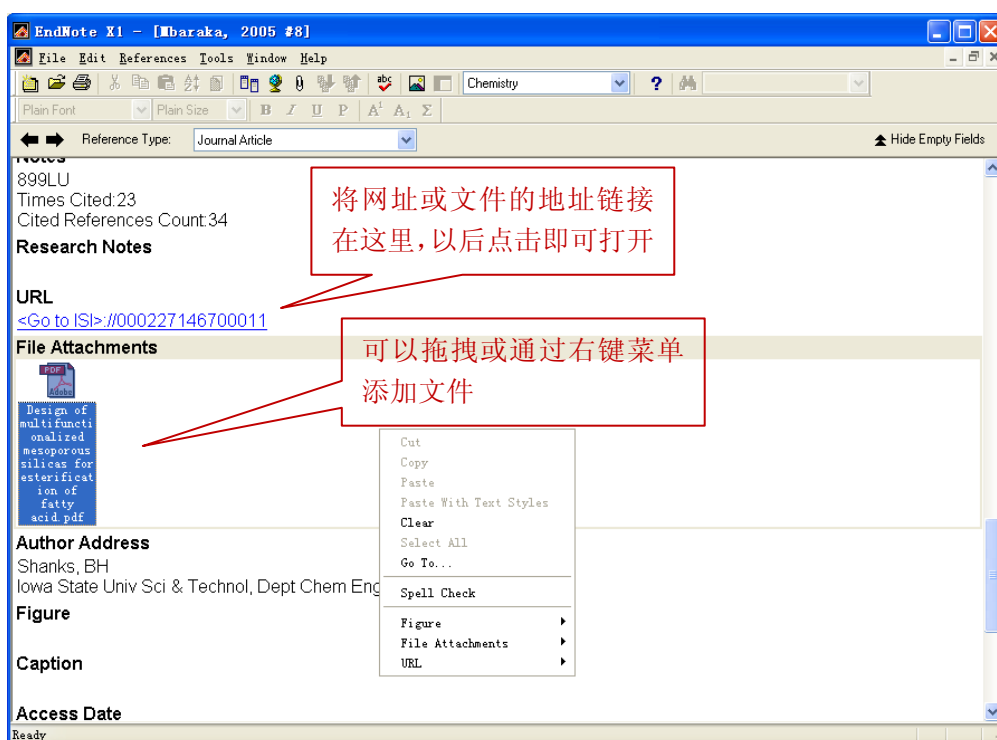 EndNote X1 - [Mbaraka, 2005 #8]
File Edit References Tools Window Help
abc Chemistry ?
Plain Font Plain Size B I U P A¹ A₁ Σ
Reference Type: Journal Article Hide Empty Fields
Notes
899LU
Times Cited:23
Cited References Count:34
Research Notes
将网址或文件的地址链接
在这里，以后点击即可打开
URL
<Go to ISI>://000227146700011
File Attachments
可以拖拽或通过右键菜单
添加文件
PDF
Adobe
Design of
multifuncti
onalized
mesoporous
silicas for
esterificat
ion of
fatty
acid.pdf
Cut
Copy
Paste
Paste With Text Styles
Clear
Select All
Go To...
Spell Check
Figure
File Attachments
URL
Author Address
Shanks, BH
Iowa State Univ Sci & Technol, Dept Chem Eng
Figure
Caption
Access Date
Ready